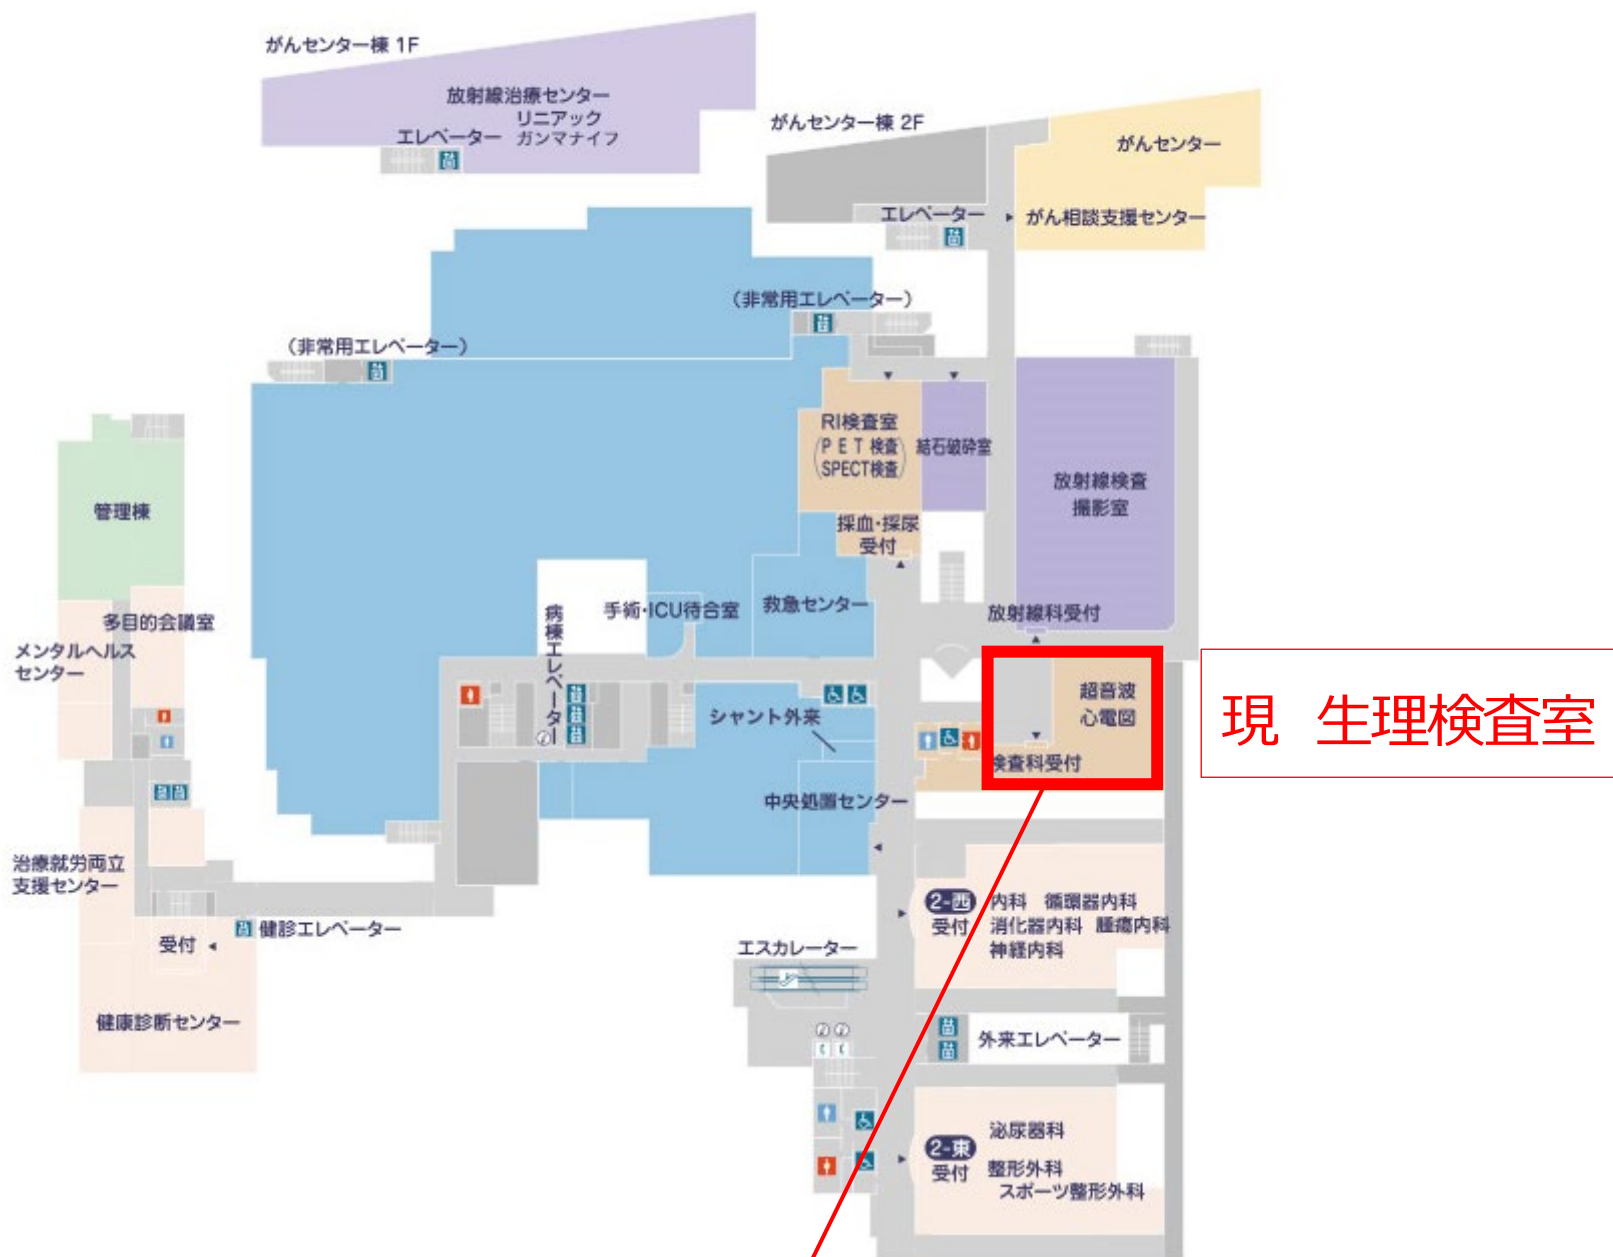 がんセンター棟 1F
放射線治療センター
リニアック
エレベーター ガンマナイフ
がんセンター棟 2F
がんセンター
エレベーター
がん相談支援センター
（非常用エレベーター）
（非常用エレベーター）
RI検査室
(PET検査
SPECT検査)
結石破砕室
放射線検査
撮影室
管理棟
採血・採尿
受付
多目的会議室
メンタルヘルス
センター
病棟エレベーター
手術・ICU待合室
救急センター
放射線科受付
超音波
心電図
現 生理検査室
シャント外来
検査科受付
中央処置センター
治療就労両立
支援センター
受付
健診エレベーター
健康診断センター
エスカレーター
2-西
受付
内科 循環器内科
消化器内科 腫瘍内科
神経内科
外来エレベーター
2-東
受付
泌尿器科
整形外科
スポーツ整形外科